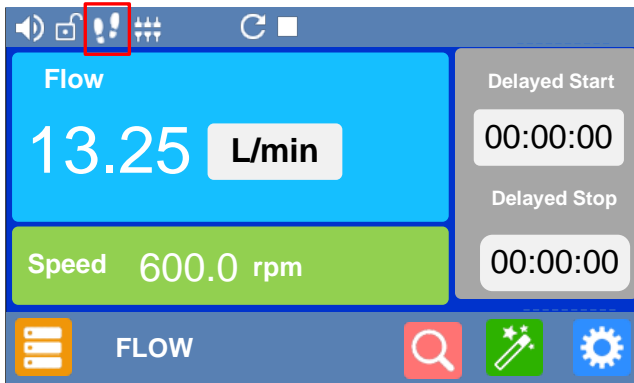 Flow
Delayed Start
13.25 L/min
00:00:00
Delayed Stop
Speed 600.0 rpm
00:00:00
FLOW